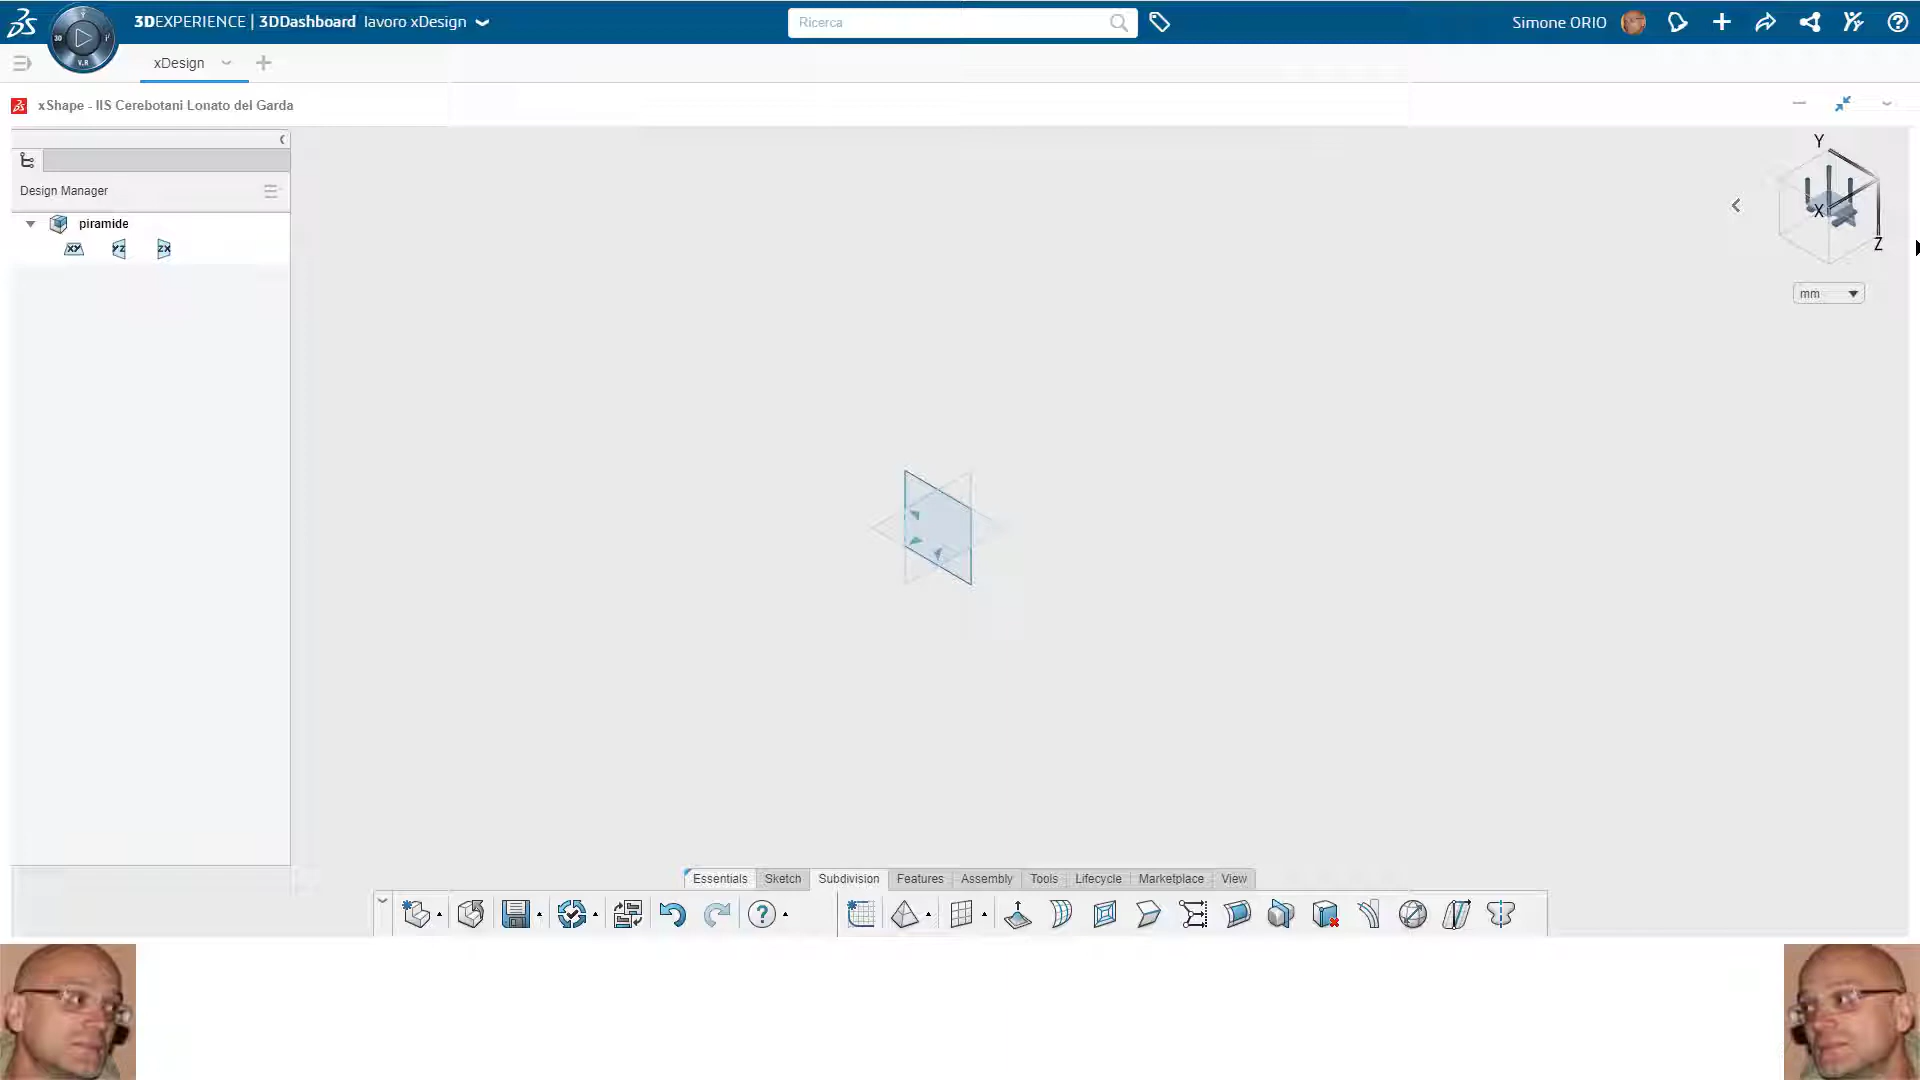 3DEXPERIENCE | 3DDashboard lavoro xDesign
Ricerca
Simone ORIO
3D
V.R
xDesign
xShape - IIS Cerebotani Lonato del Garda
Design Manager
piramide
XY YZ ZX
Y
X
Z
mm
Essentials Sketch Subdivision Features Assembly Tools Lifecycle Marketplace View